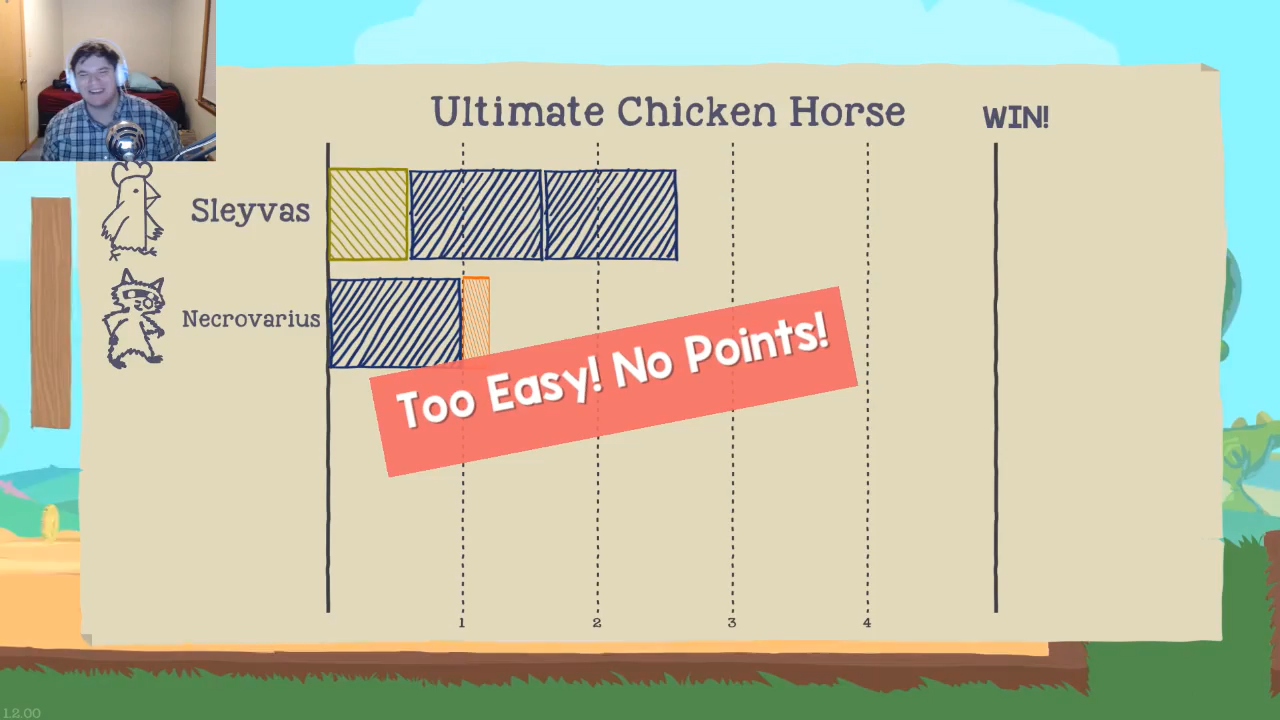 Ultimate Chicken Horse
WIN!
Sleyvas
Necrovarius
Too Easy! No Points!
1 2 3 4
1.2.00